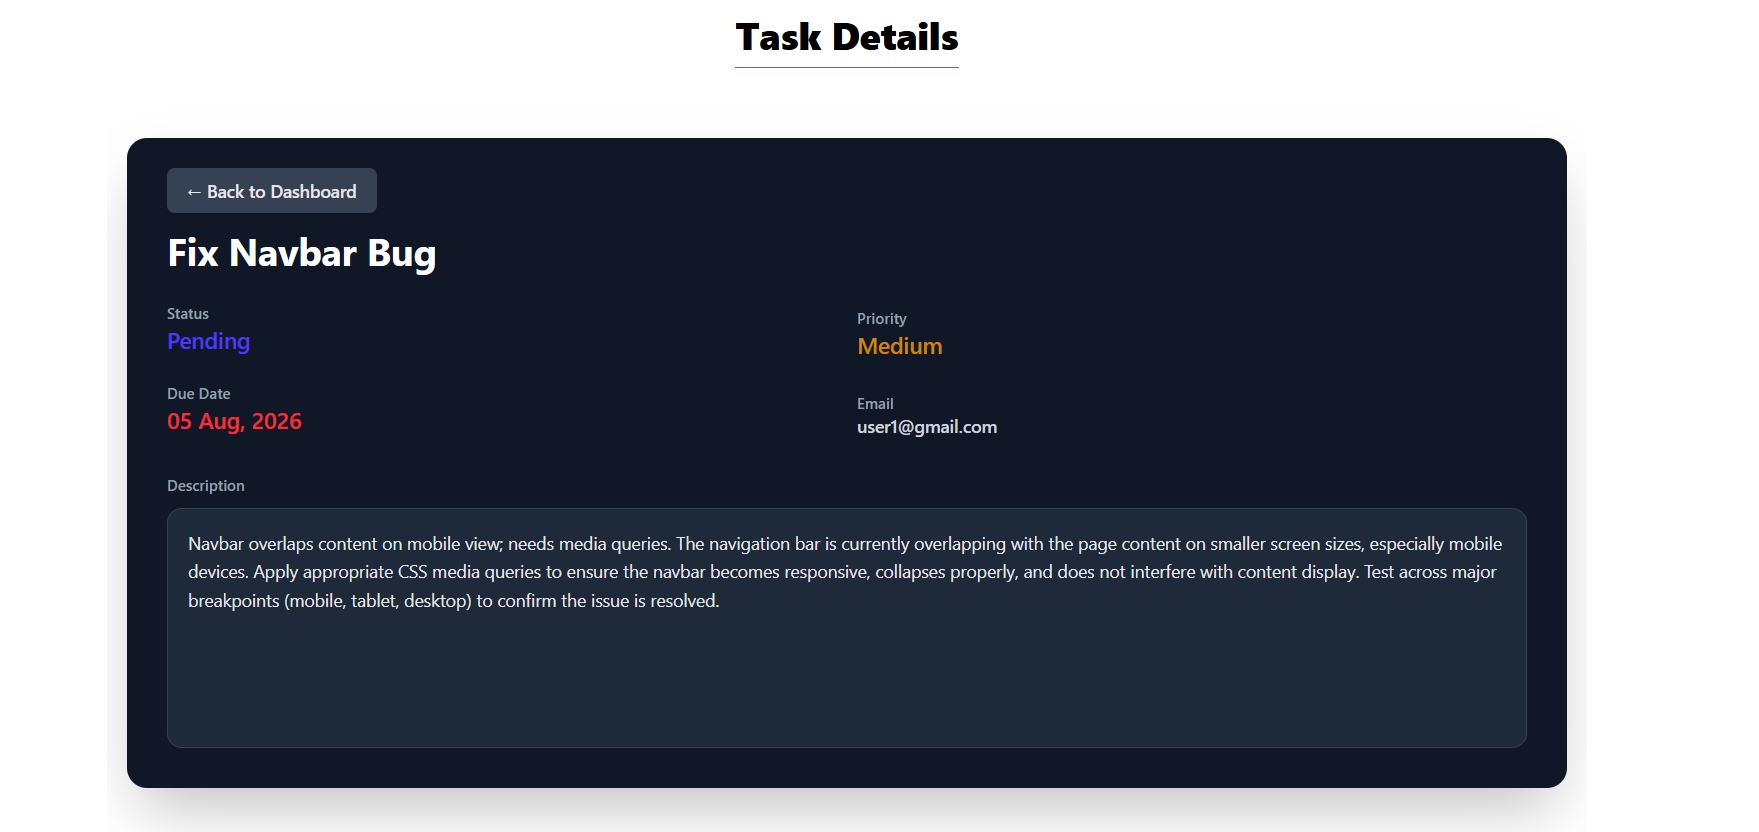 Task Details
← Back to Dashboard
Fix Navbar Bug
Status
Pending
Priority
Medium
Due Date
05 Aug, 2026
Email
user1@gmail.com
Description
Navbar overlaps content on mobile view; needs media queries. The navigation bar is currently overlapping with the page content on smaller screen sizes, especially mobile
devices. Apply appropriate CSS media queries to ensure the navbar becomes responsive, collapses properly, and does not interfere with content display. Test across major
breakpoints (mobile, tablet, desktop) to confirm the issue is resolved.